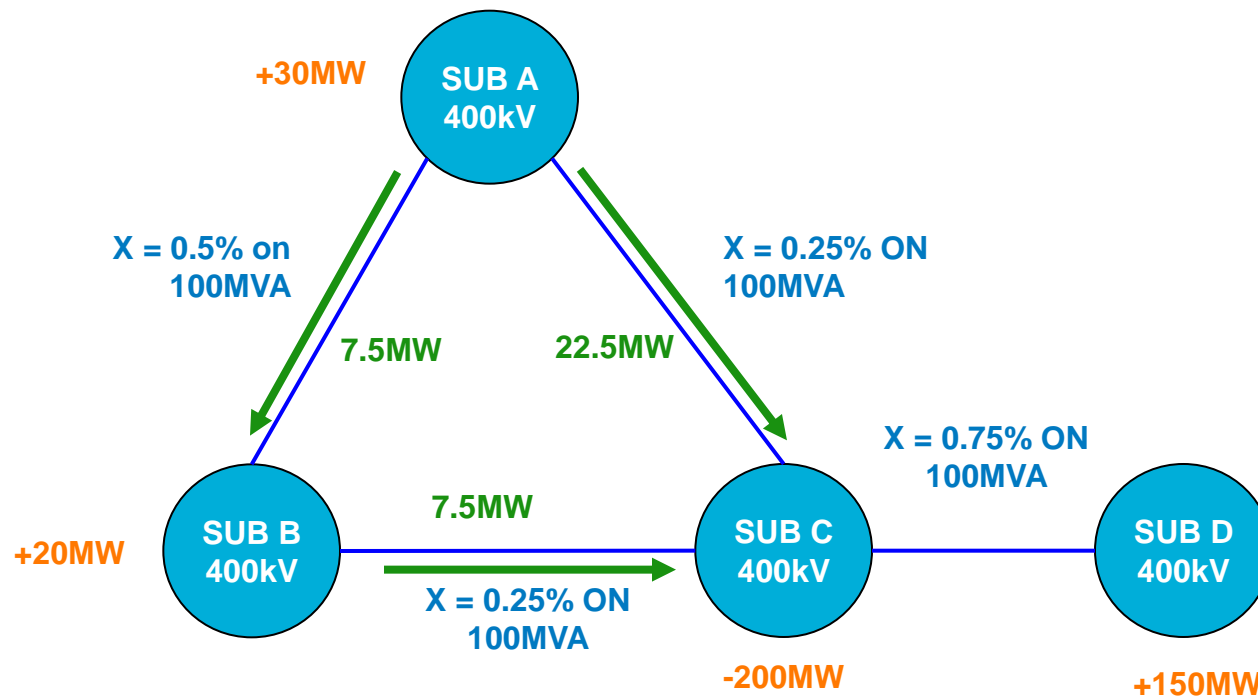 +30MW
SUB A
400kV
X = 0.5% on
100MVA
X = 0.25% ON
100MVA
7.5MW
22.5MW
X = 0.75% ON
100MVA
7.5MW
+20MW
SUB B
400kV
SUB C
400kV
SUB D
400kV
X = 0.25% ON
100MVA
-200MW
+150MW